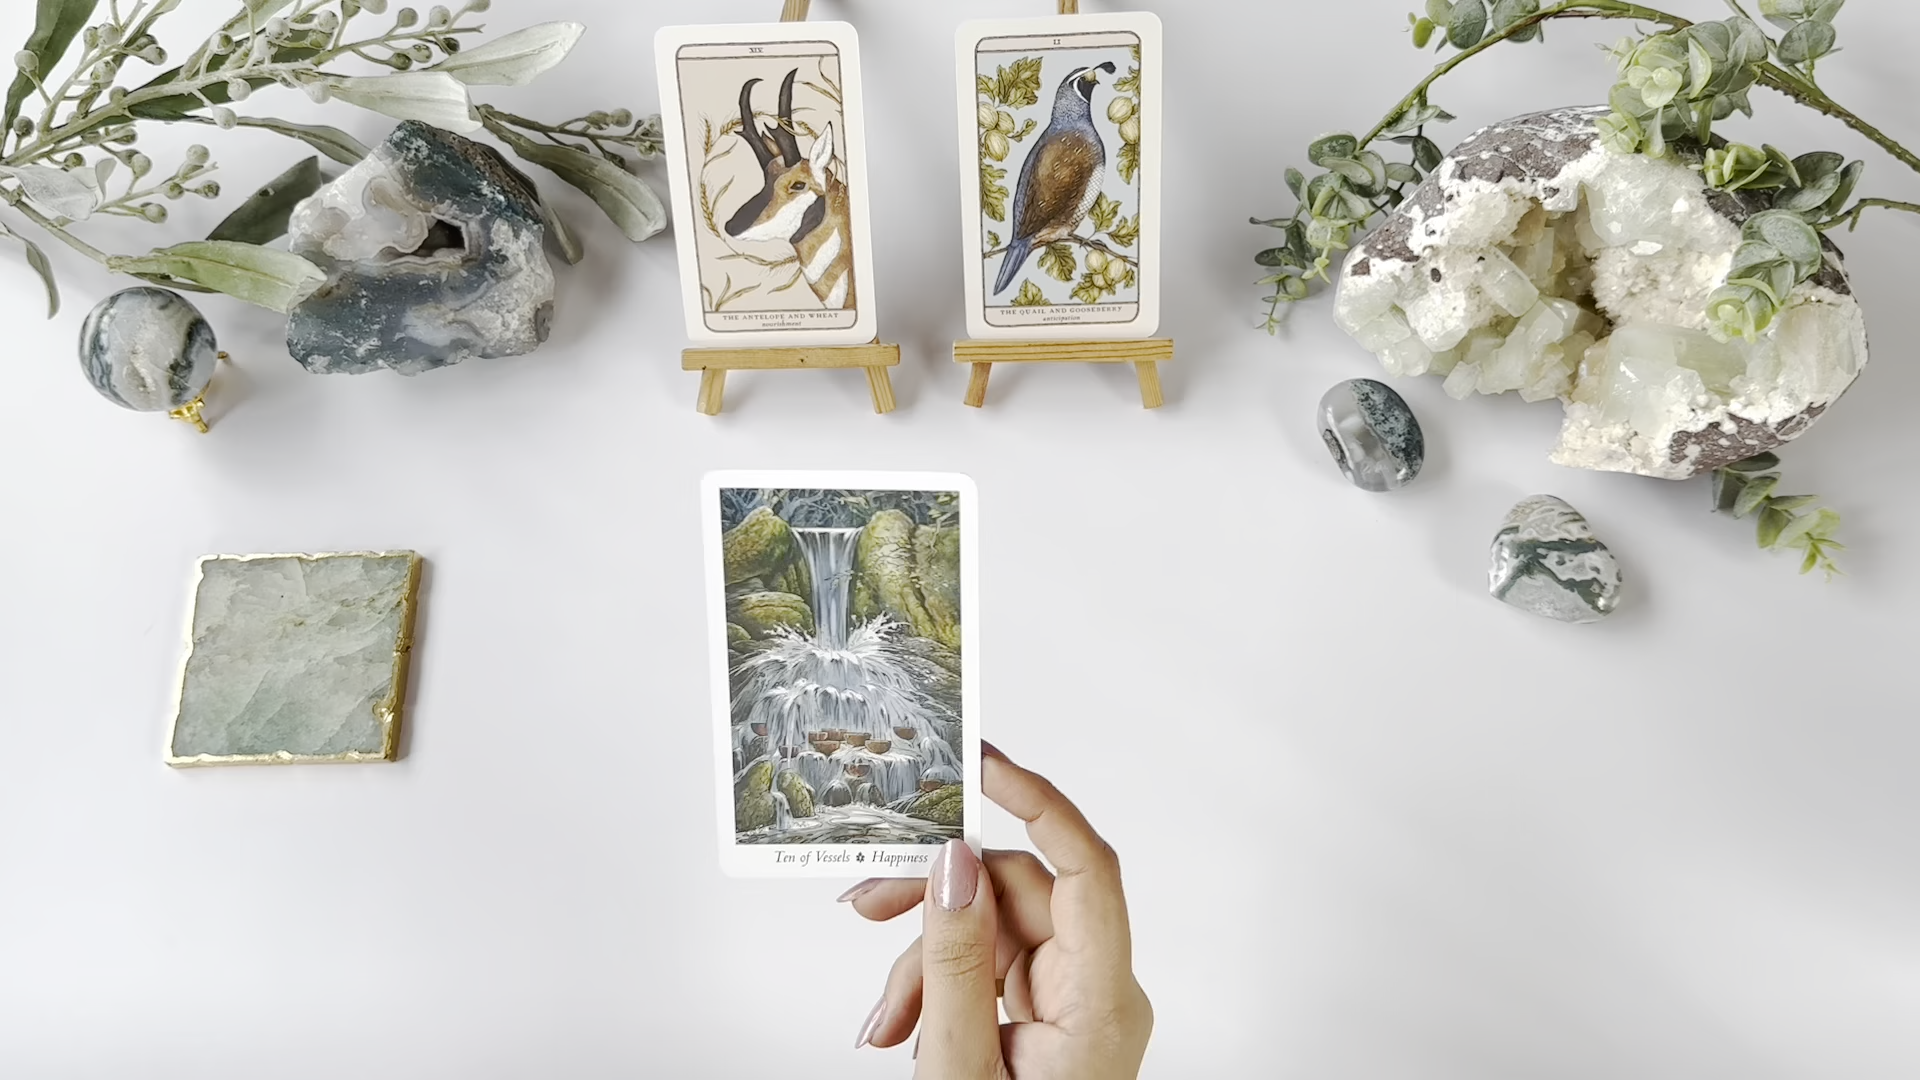 XIX
THE ANTELOPE AND WHEAT
nourishment
II
THE QUAIL AND GOOSEBERRY
anticipation
Ten of Vessels ✽ Happiness